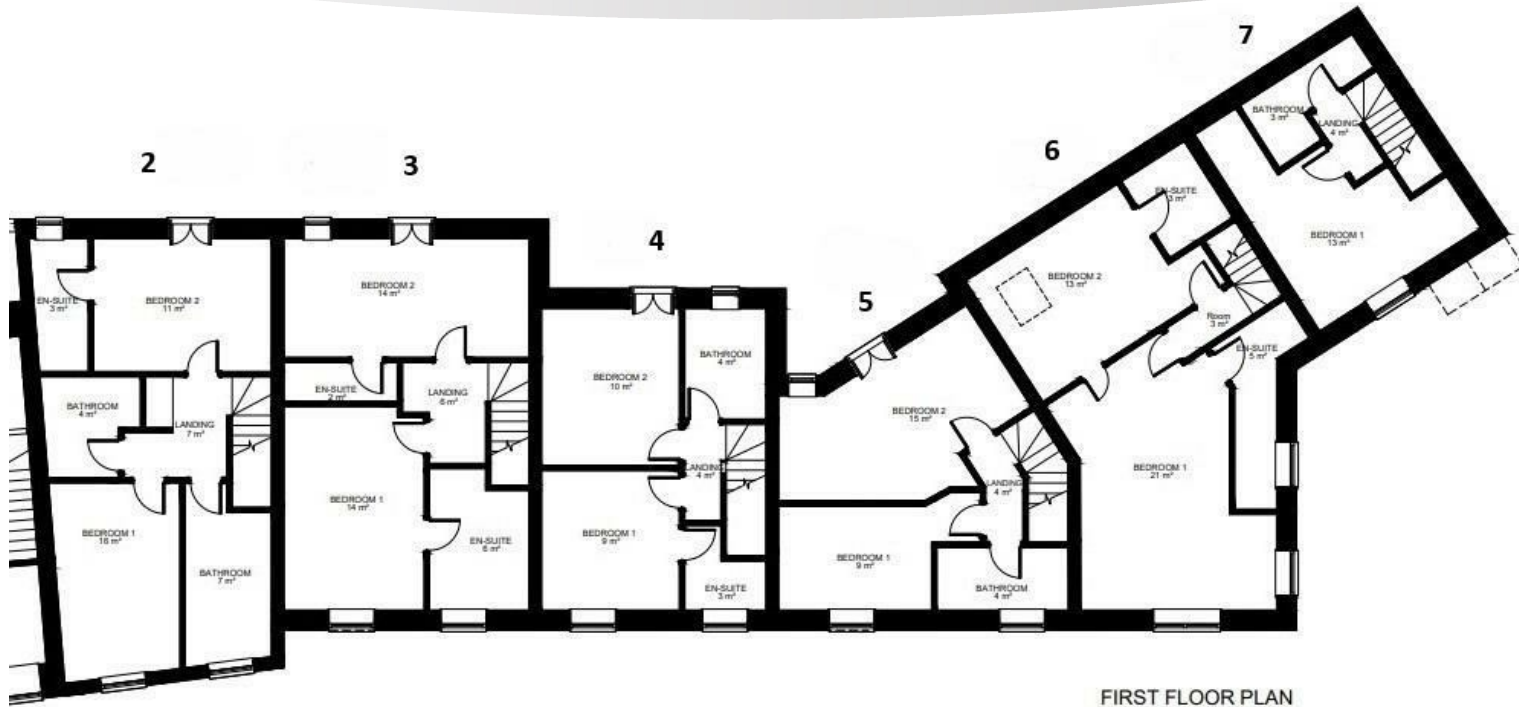 2
EN-SUITE
3 m²
BEDROOM 2
11 m²
BATHROOM
4 m²
LANDING
7 m²
BEDROOM 1
16 m²
BATHROOM
7 m²
3
BEDROOM 2
14 m²
EN-SUITE
2 m²
LANDING
6 m²
BEDROOM 1
14 m²
EN-SUITE
6 m²
4
BEDROOM 2
10 m²
BATHROOM
4 m²
LANDING
4 m²
BEDROOM 1
9 m²
EN-SUITE
3 m²
5
BEDROOM 2
15 m²
LANDING
4 m²
BEDROOM 1
9 m²
BATHROOM
4 m²
6
EN-SUITE
3 m²
BEDROOM 2
13 m²
Room
3 m²
EN-SUITE
5 m²
BEDROOM 1
21 m²
7
BATHROOM
3 m²
LANDING
4 m²
BEDROOM 1
13 m²
FIRST FLOOR PLAN